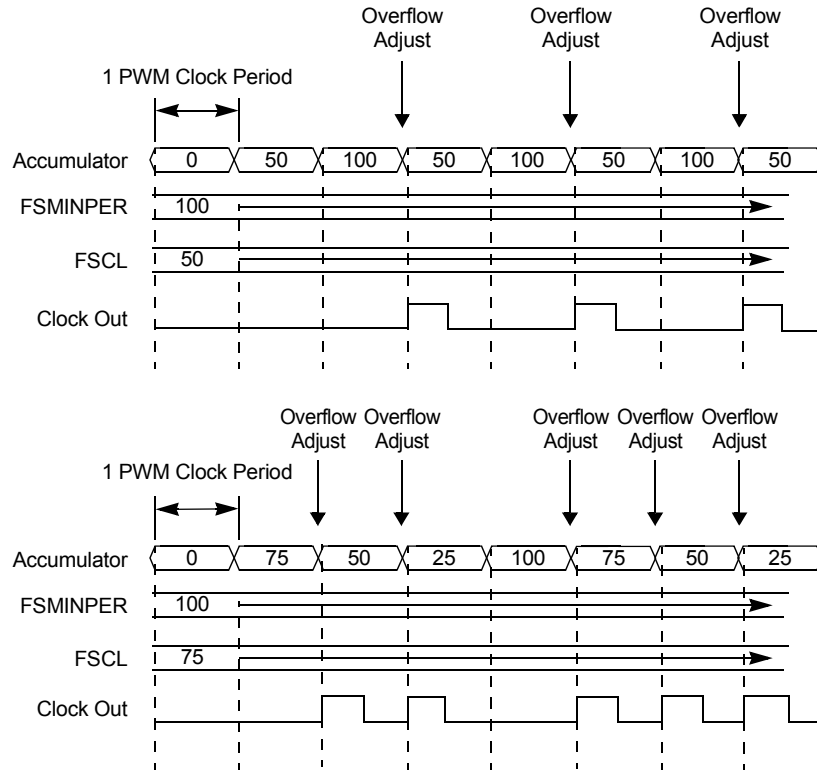 Overflow Adjust
Overflow Adjust
Overflow Adjust
1 PWM Clock Period
Accumulator 0 50 100 50 100 50 100 50
FSMINPER 100
FSCL 50
Clock Out
Overflow Adjust
Overflow Adjust
Overflow Adjust
Overflow Adjust
Overflow Adjust
1 PWM Clock Period
Accumulator 0 75 50 25 100 75 50 25
FSMINPER 100
FSCL 75
Clock Out